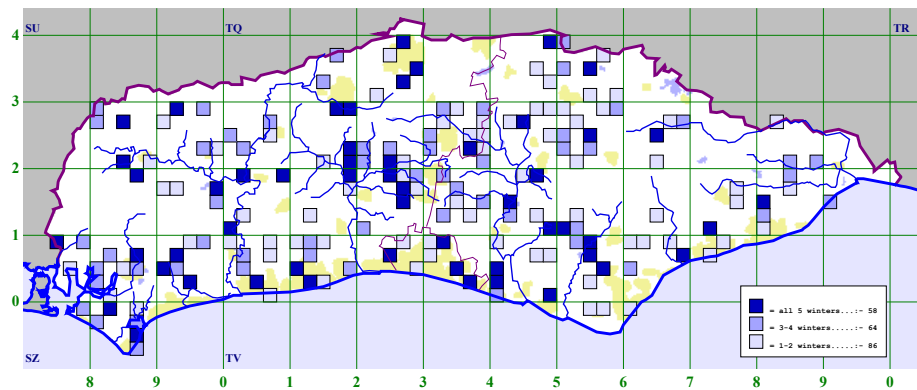 SU TQ TR
4
3
2
1
0
= all 5 winters...:- 58
= 3-4 winters.....:- 64
= 1-2 winters.....:- 86
SZ TV
8 9 0 1 2 3 4 5 6 7 8 9 0